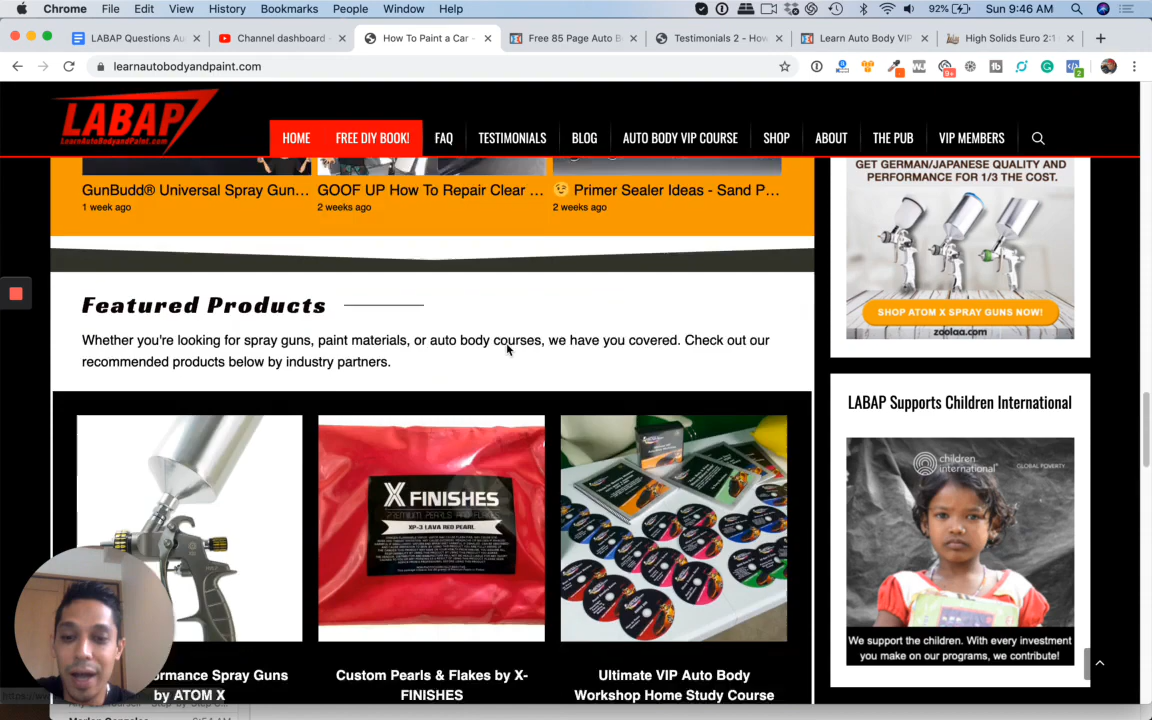 Chrome File Edit View History Bookmarks People Window Help 92% Sun 9:46 AM
LABAP Questions Au × Channel dashboard - × How To Paint a Car - × Free 85 Page Auto B × Testimonials 2 - How × Learn Auto Body VIP × High Solids Euro 2:1 ×
learnautobodyandpaint.com
LABAP
LearnAutoBodyandPaint.com
HOME FREE DIY BOOK! FAQ TESTIMONIALS BLOG AUTO BODY VIP COURSE SHOP ABOUT THE PUB VIP MEMBERS
GunBudd® Universal Spray Gun...
1 week ago
GOOF UP How To Repair Clear ...
2 weeks ago
😉 Primer Sealer Ideas - Sand P...
2 weeks ago
Featured Products
Whether you're looking for spray guns, paint materials, or auto body courses, we have you covered. Check out our
recommended products below by industry partners.
X FINISHES
PREMIUM PEARLS AND FLAKES
XP-3 LAVA RED PEARL
ormance Spray Guns
by ATOM X
Custom Pearls & Flakes by X-
FINISHES
Ultimate VIP Auto Body
Workshop Home Study Course
GET GERMAN/JAPANESE QUALITY AND
PERFORMANCE FOR 1/3 THE COST.
SHOP ATOM X SPRAY GUNS NOW!
zoolaa.com
LABAP Supports Children International
children
international®
GLOBAL POVERTY
We support the children. With every investment
you make on our programs, we contribute!